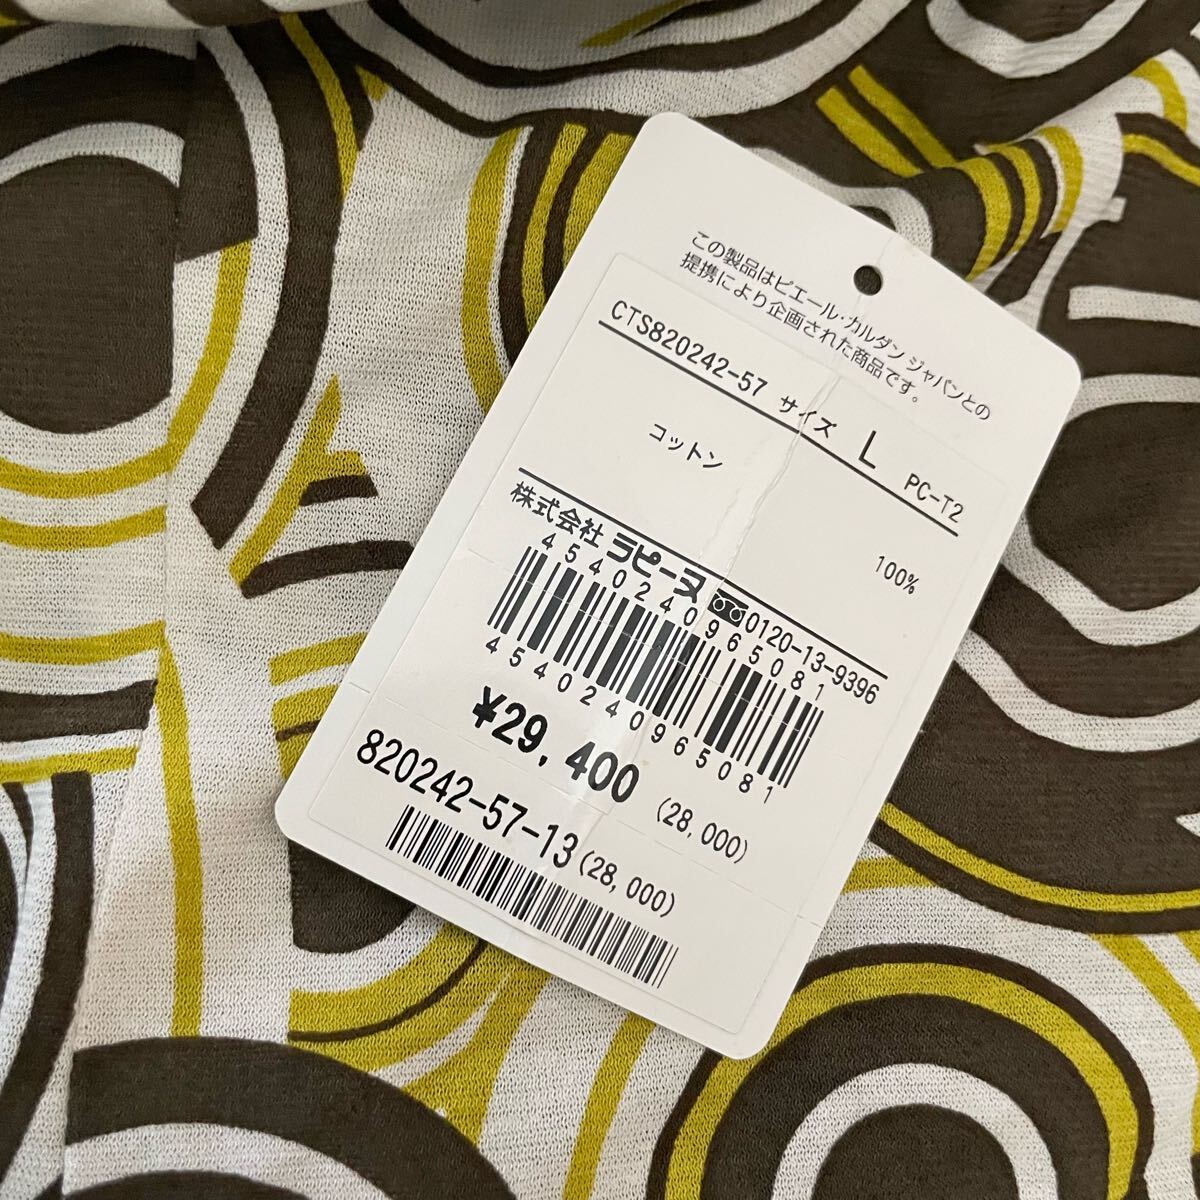 この製品はピエール・カルダン ジャパンとの
提携により企画された商品です。
CTS820242-57 サイズ L PC-T2
コットン 100%
株式会社 ラピーヌ 0120-13-9396
4540240965081
4540240965081
¥29,400 (28,000)
820242-57-13 (28,000)